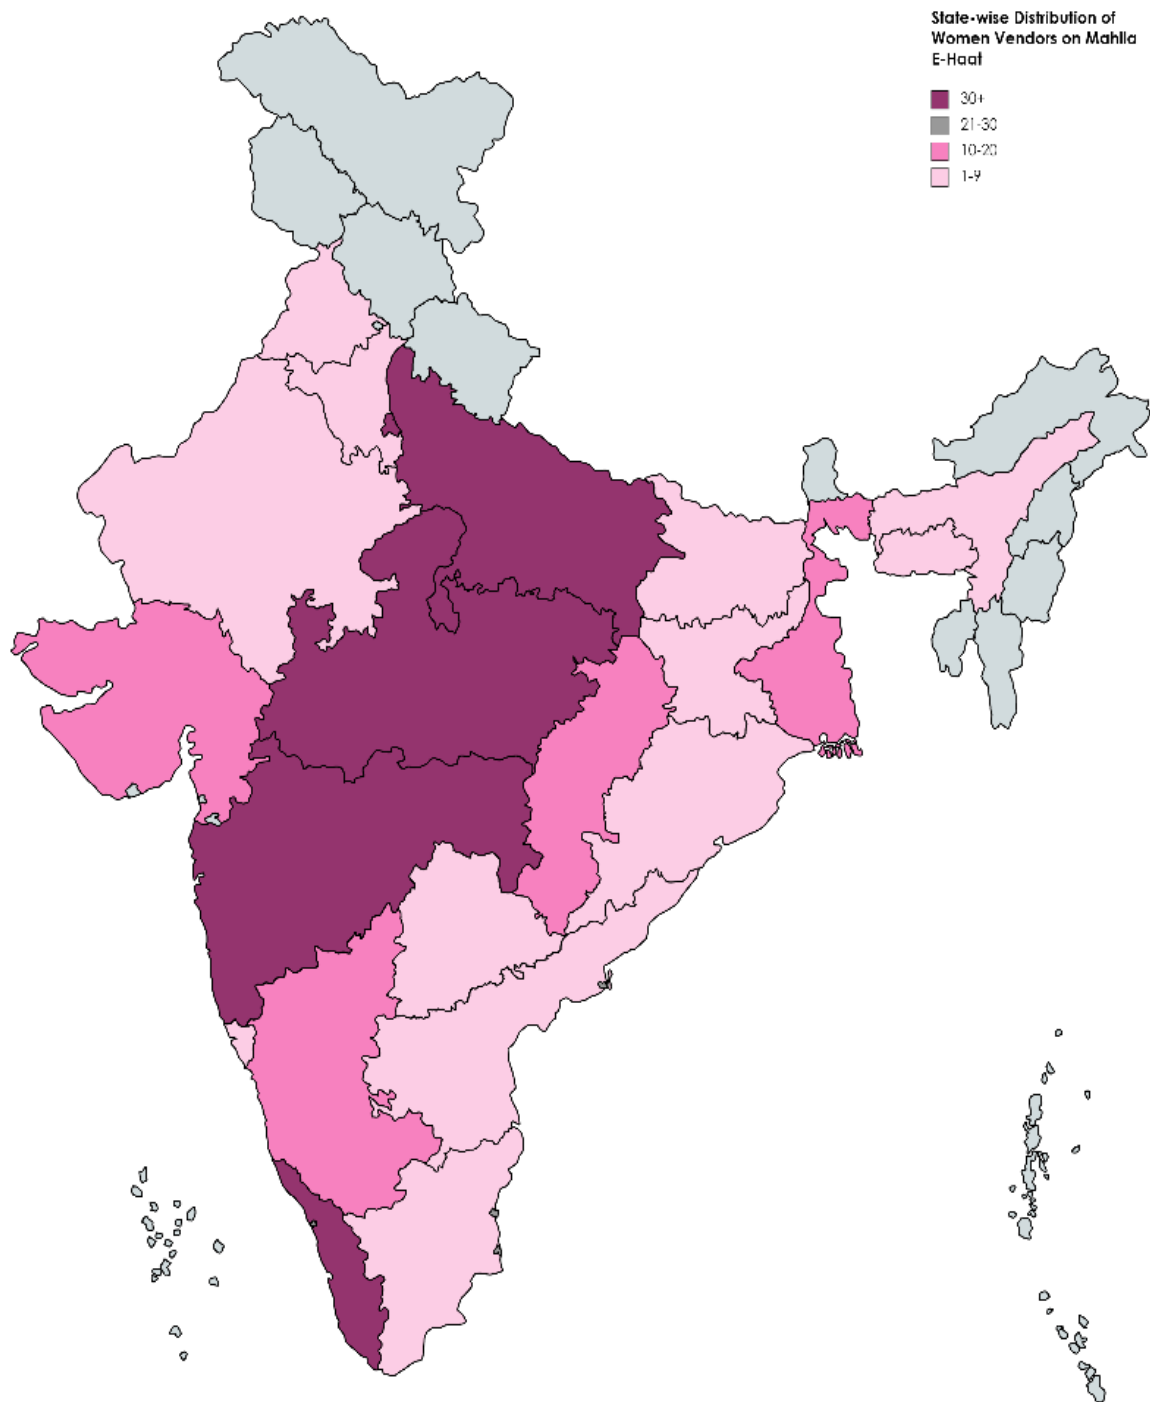 State-wise Distribution of
Women Vendors on Mahila
E-Haat
30+
21-30
10-20
1-9